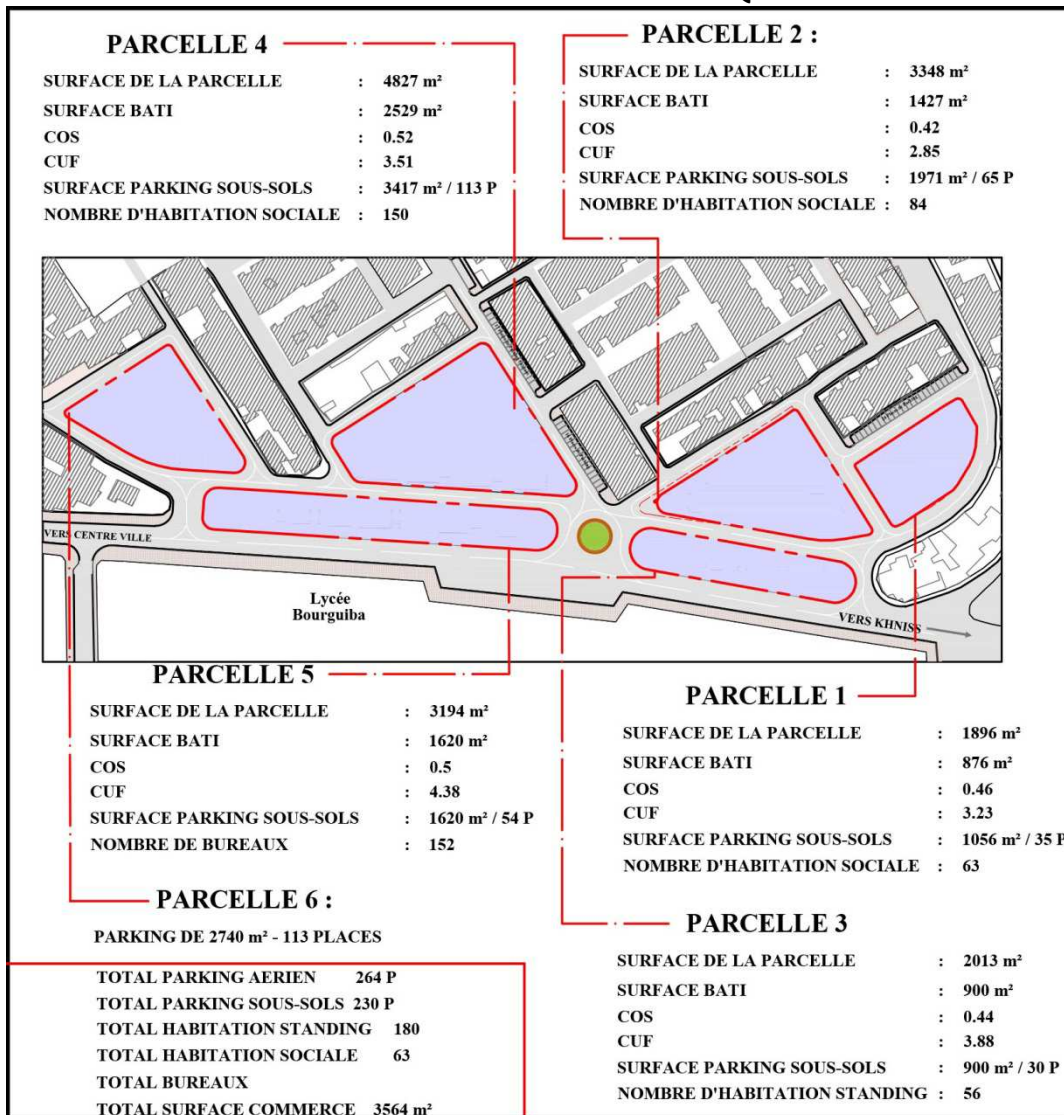 PARCELLE 4
SURFACE DE LA PARCELLE : 4827 m²
SURFACE BATI : 2529 m²
COS : 0.52
CUF : 3.51
SURFACE PARKING SOUS-SOLS : 3417 m² / 113 P
NOMBRE D'HABITATION SOCIALE : 150
PARCELLE 2 :
SURFACE DE LA PARCELLE : 3348 m²
SURFACE BATI : 1427 m²
COS : 0.42
CUF : 2.85
SURFACE PARKING SOUS-SOLS : 1971 m² / 65 P
NOMBRE D'HABITATION SOCIALE : 84
VERS CENTRE VILLE
Lycée
Bourguiba
VERS KHNISS
PARCELLE 5
SURFACE DE LA PARCELLE : 3194 m²
SURFACE BATI : 1620 m²
COS : 0.5
CUF : 4.38
SURFACE PARKING SOUS-SOLS : 1620 m² / 54 P
NOMBRE DE BUREAUX : 152
PARCELLE 1
SURFACE DE LA PARCELLE : 1896 m²
SURFACE BATI : 876 m²
COS : 0.46
CUF : 3.23
SURFACE PARKING SOUS-SOLS : 1056 m² / 35 P
NOMBRE D'HABITATION SOCIALE : 63
PARCELLE 6 :
PARKING DE 2740 m² - 113 PLACES
TOTAL PARKING AERIEN 264 P
TOTAL PARKING SOUS-SOLS 230 P
TOTAL HABITATION STANDING 180
TOTAL HABITATION SOCIALE 63
TOTAL BUREAUX
TOTAL SURFACE COMMERCE 3564 m²
PARCELLE 3
SURFACE DE LA PARCELLE : 2013 m²
SURFACE BATI : 900 m²
COS : 0.44
CUF : 3.88
SURFACE PARKING SOUS-SOLS : 900 m² / 30 P
NOMBRE D'HABITATION STANDING : 56